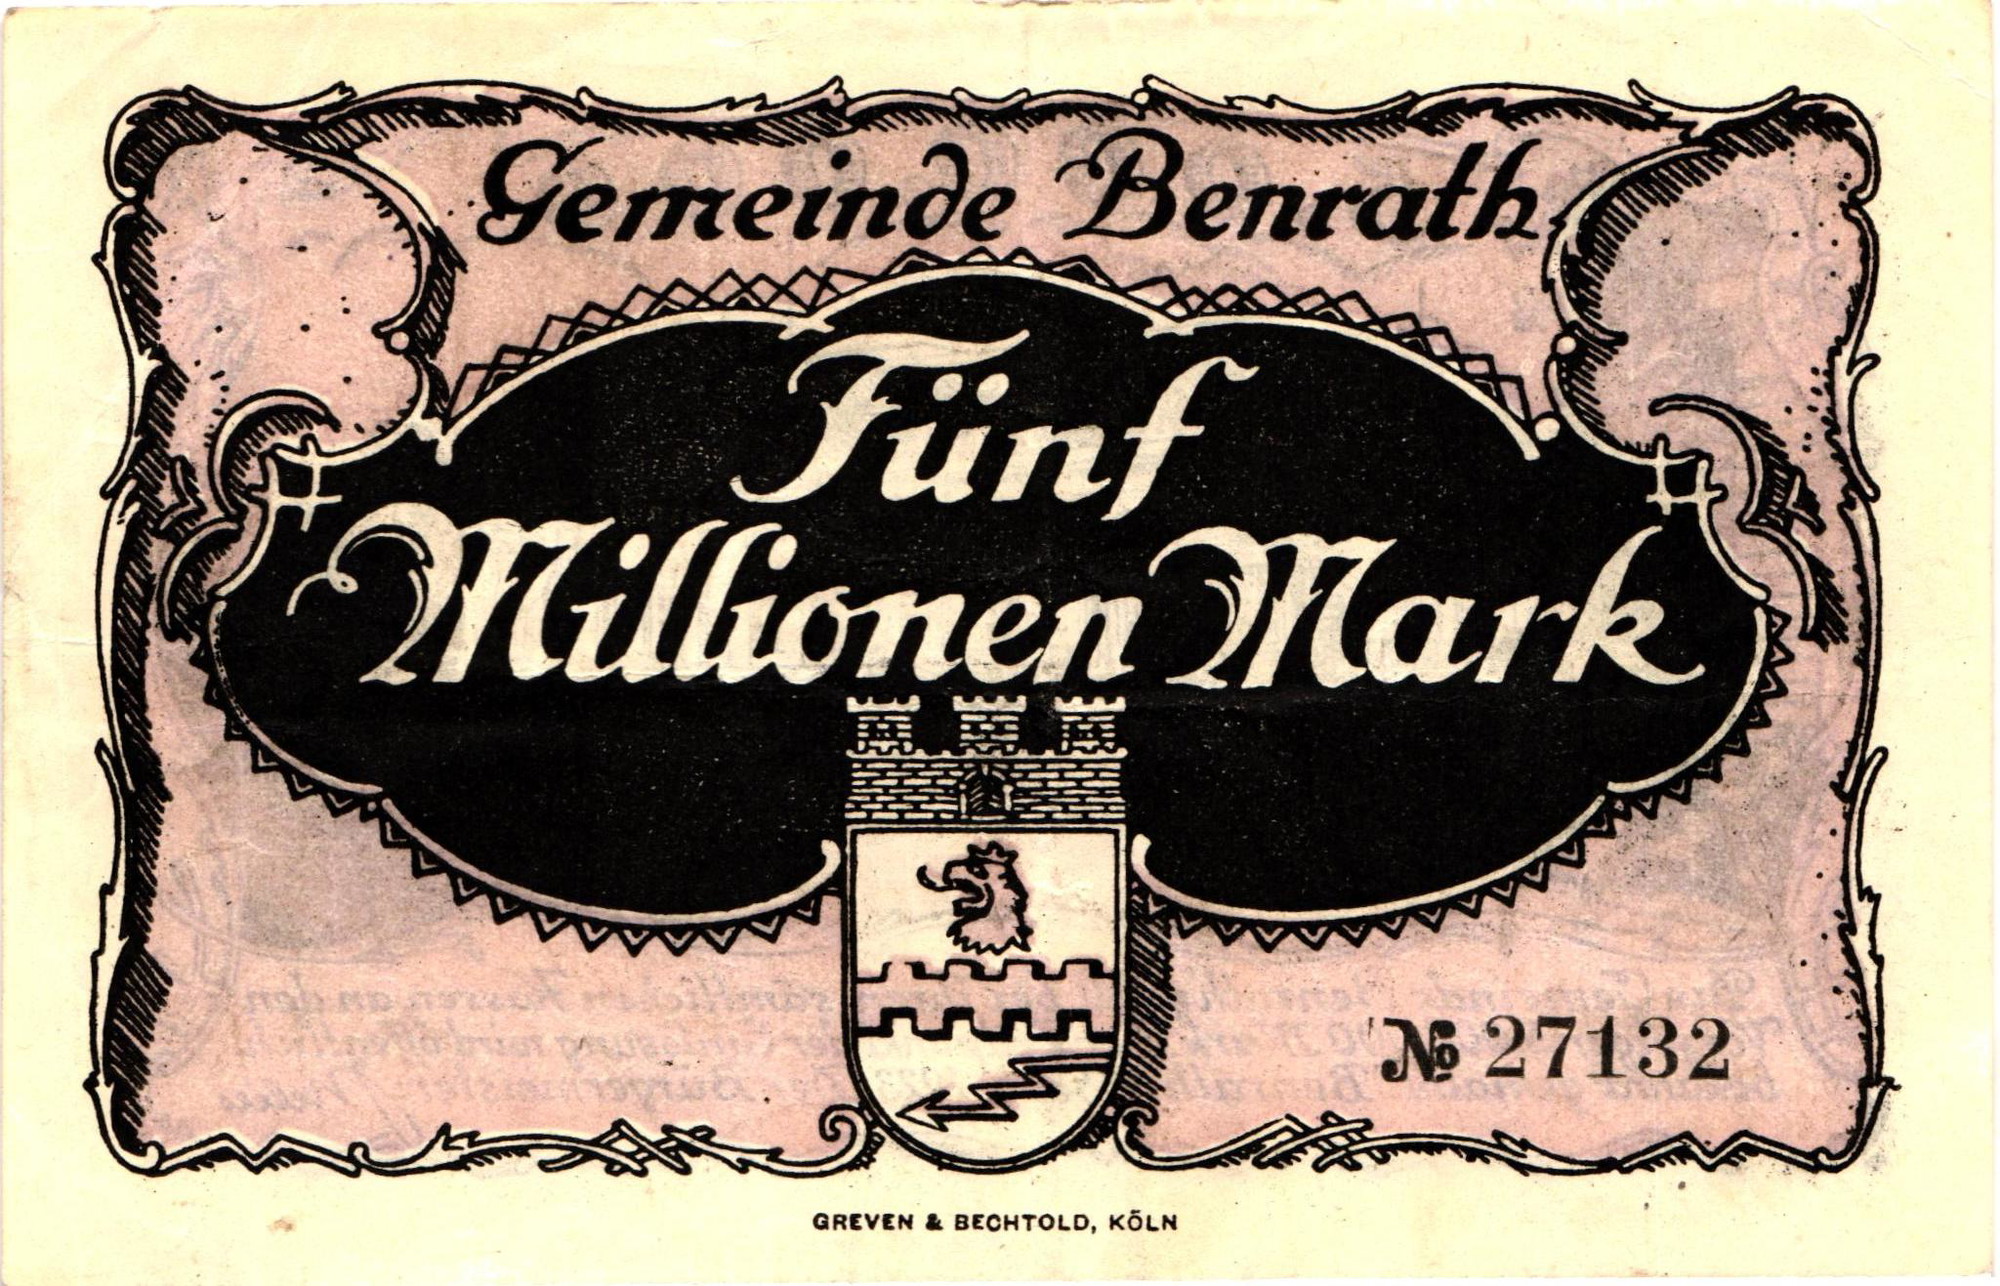 Gemeinde Benrath
Fünf
Millionen Mark
№ 27132
GREVEN & BECHTOLD, KÖLN